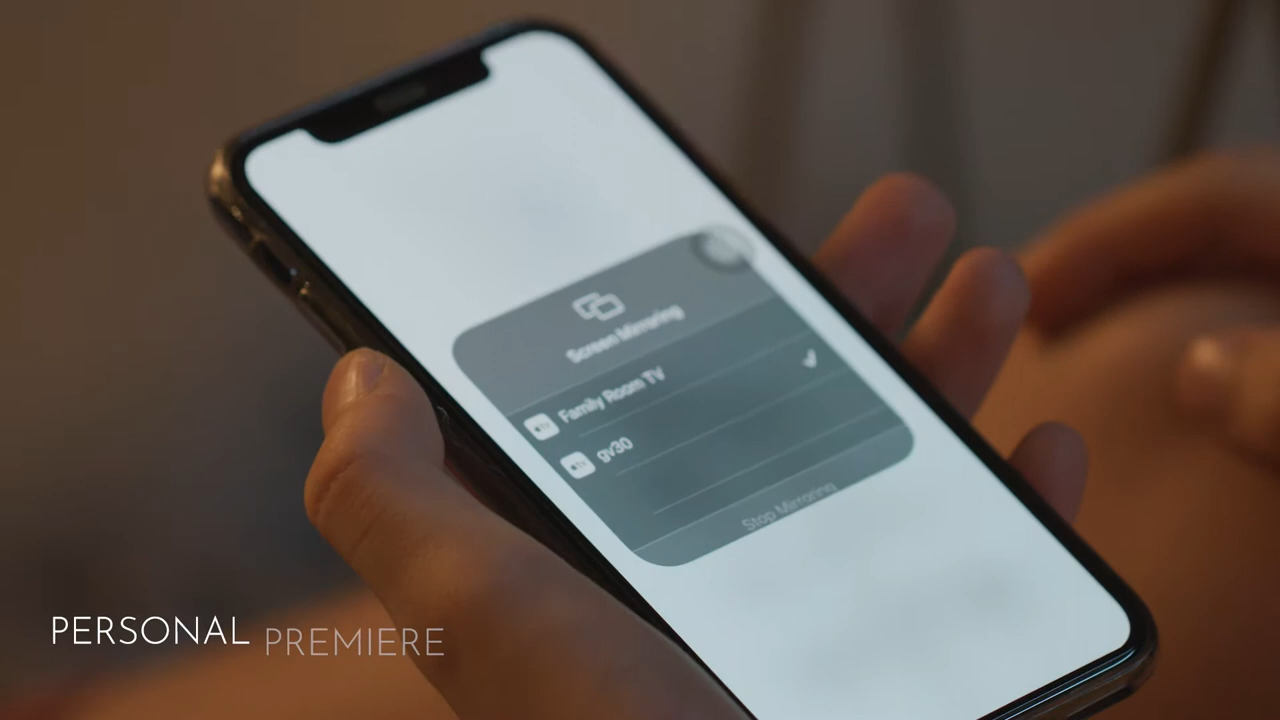 Screen Mirroring
Family Room TV
gv30
Stop Mirroring
PERSONAL PREMIERE